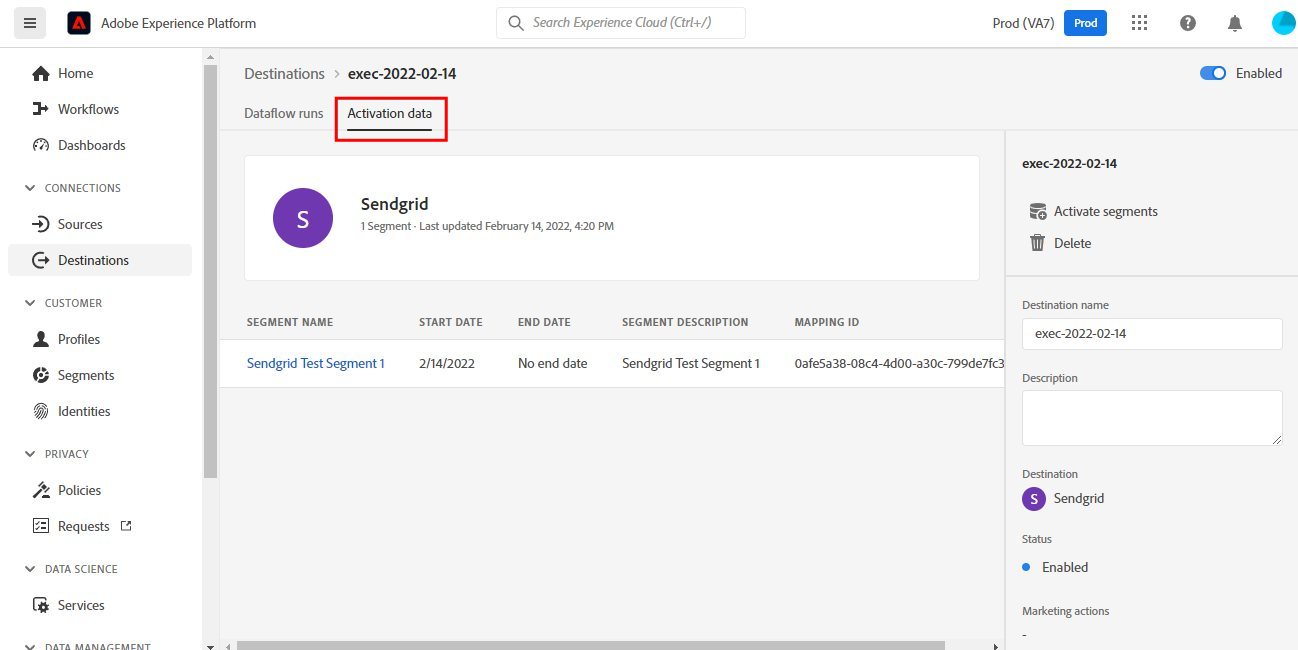 Adobe Experience Platform
Search Experience Cloud (Ctrl+/)
Prod (VA7)
Prod
Home
Workflows
Dashboards
CONNECTIONS
Sources
Destinations
CUSTOMER
Profiles
Segments
Identities
PRIVACY
Policies
Requests
DATA SCIENCE
Services
DATA MANAGEMENT
Destinations > exec-2022-02-14
Enabled
Dataflow runs
Activation data
S
Sendgrid
1 Segment · Last updated February 14, 2022, 4:20 PM
SEGMENT NAME START DATE END DATE SEGMENT DESCRIPTION MAPPING ID
Sendgrid Test Segment 1 2/14/2022 No end date Sendgrid Test Segment 1 0afe5a38-08c4-4d00-a30c-799de7fc3
exec-2022-02-14
Activate segments
Delete
Destination name
exec-2022-02-14
Description
Destination
S Sendgrid
Status
Enabled
Marketing actions
-